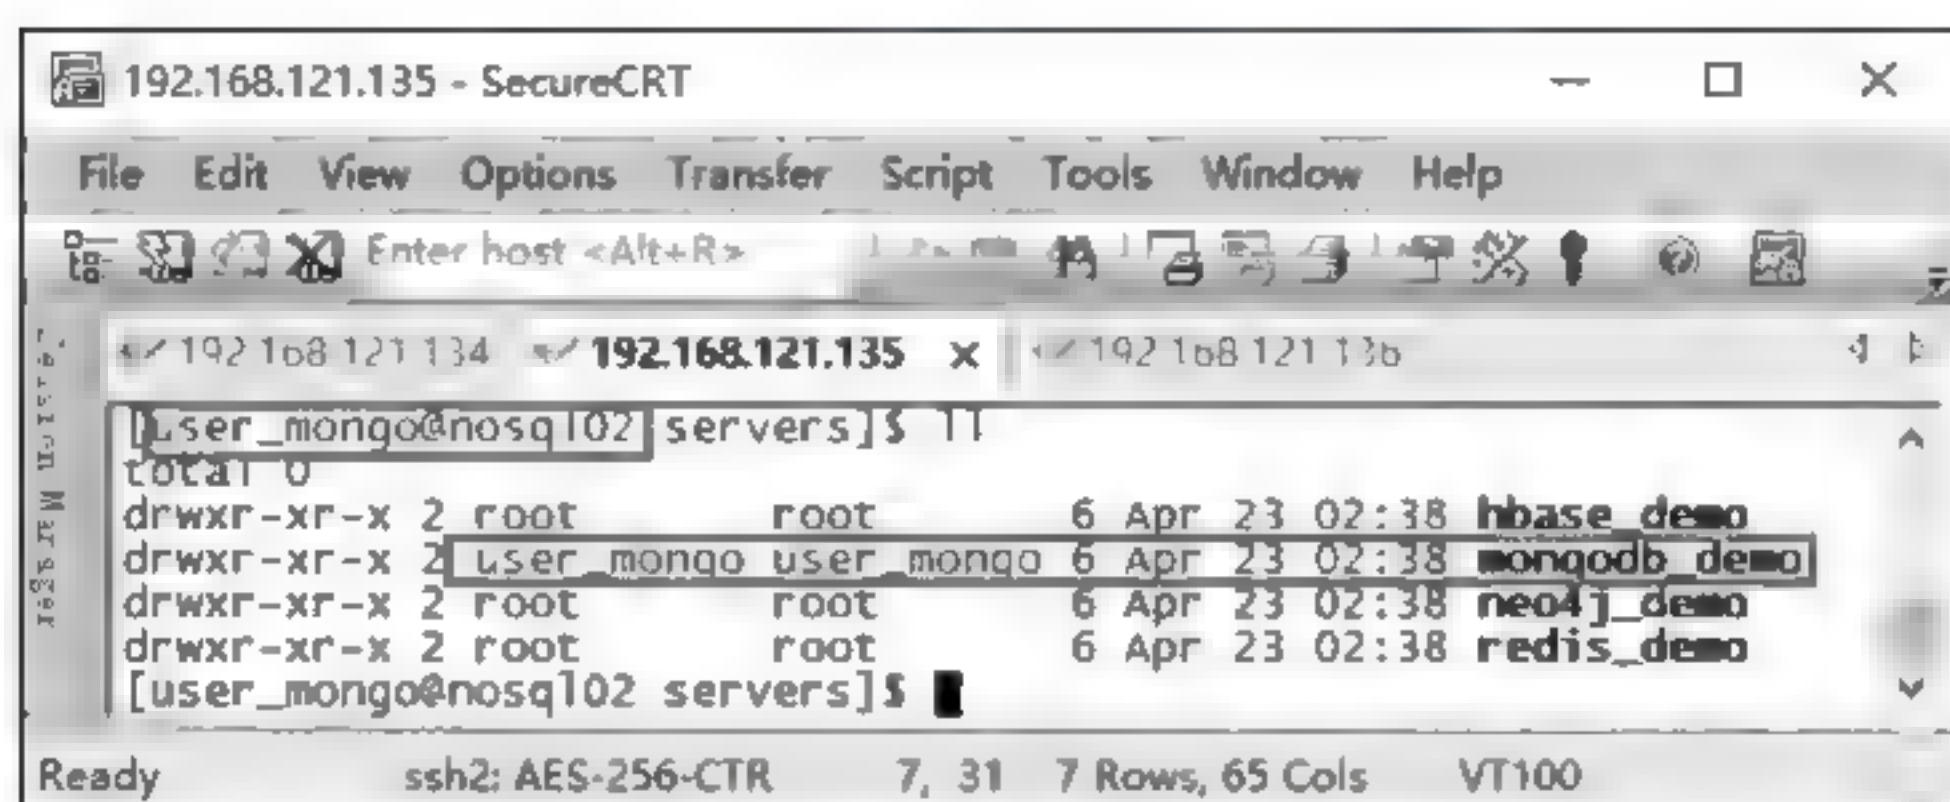 192.168.121.135 - SecureCRT
File Edit View Options Transfer Script Tools Window Help
Enter host <Alt+R>
192.168.121.134 192.168.121.135 192.168.121.136
[user_mongo@nosql02 servers]$ ll
total 0
drwxr-xr-x 2 root root 6 Apr 23 02:38 hbase_demo
drwxr-xr-x 2 user_mongo user_mongo 6 Apr 23 02:38 mongodb_demo
drwxr-xr-x 2 root root 6 Apr 23 02:38 neo4j_demo
drwxr-xr-x 2 root root 6 Apr 23 02:38 redis_demo
[user_mongo@nosql02 servers]$
Ready ssh2: AES-256-CTR 7, 31 7 Rows, 65 Cols VT100